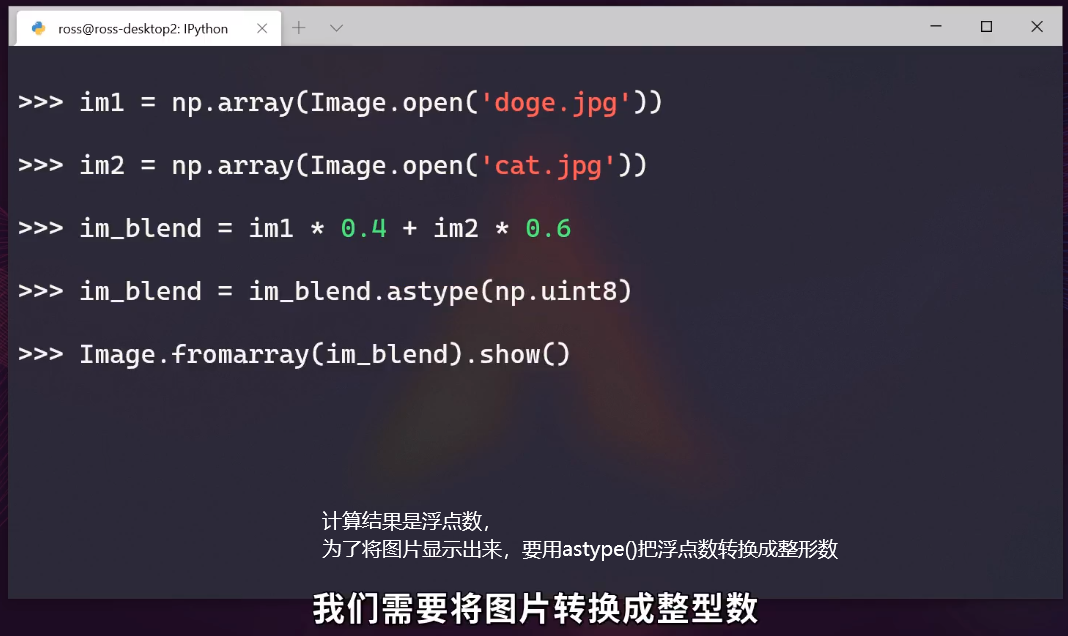 ross@ross-desktop2: IPython
>>> im1 = np.array(Image.open('doge.jpg'))
>>> im2 = np.array(Image.open('cat.jpg'))
>>> im_blend = im1 * 0.4 + im2 * 0.6
>>> im_blend = im_blend.astype(np.uint8)
>>> Image.fromarray(im_blend).show()
计算结果是浮点数，
为了将图片显示出来，要用astype()把浮点数转换成整形数
我们需要将图片转换成整型数